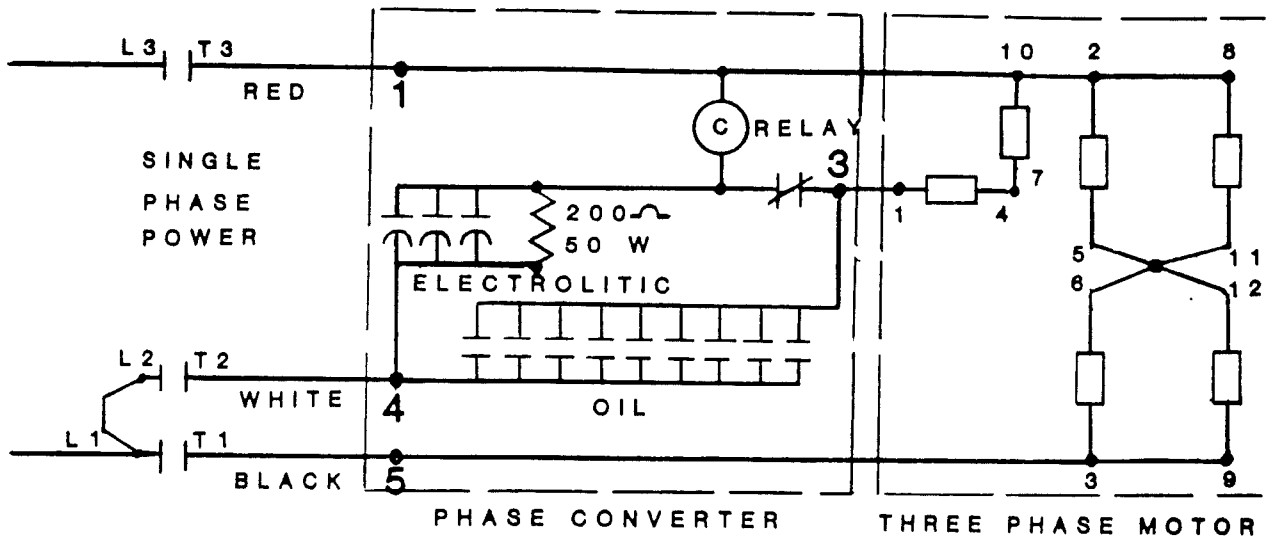 L3 T3
10 2 8
RED
1
C RELAY
SINGLE
PHASE
POWER
3
7
1 4
200Ω
50 W
5 11
6 12
ELECTROLITIC
L2 T2
WHITE
4
OIL
L1 T1
BLACK
5
3 9
PHASE CONVERTER
THREE PHASE MOTOR